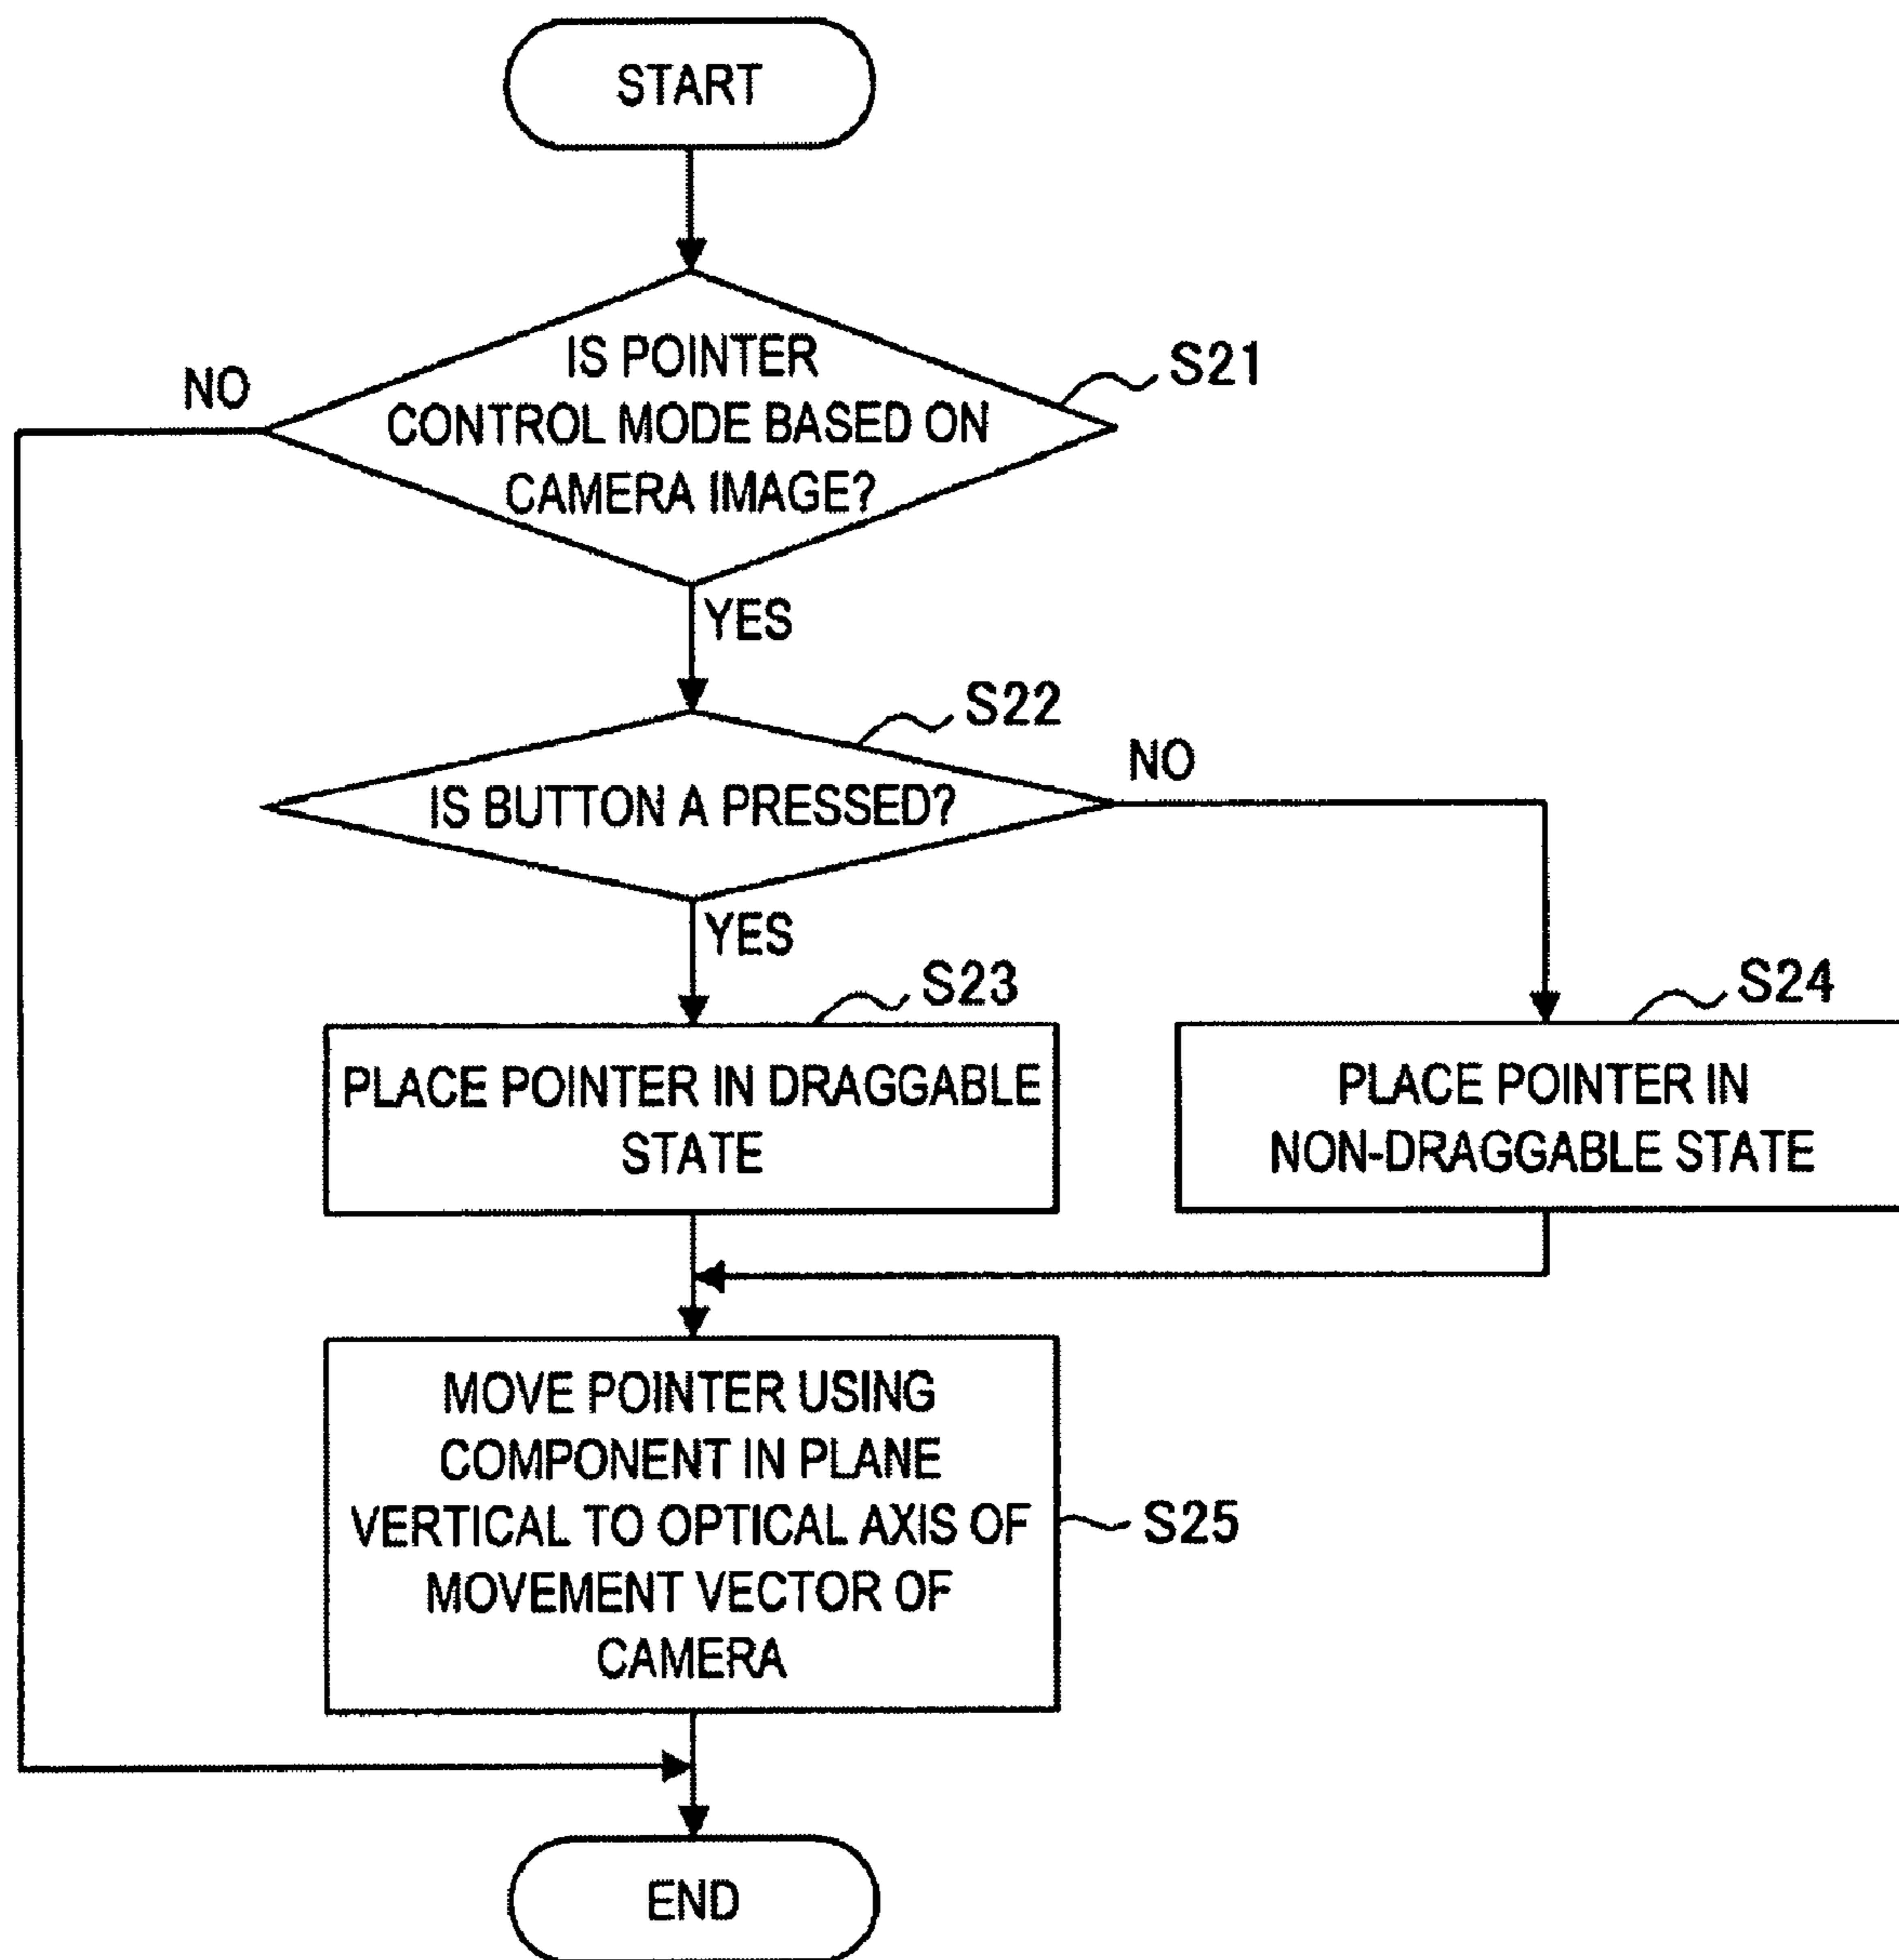 START
IS POINTER
CONTROL MODE BASED ON
CAMERA IMAGE?
S21
NO
YES
S22
IS BUTTON A PRESSED?
NO
YES
S23
PLACE POINTER IN DRAGGABLE
STATE
S24
PLACE POINTER IN
NON-DRAGGABLE STATE
MOVE POINTER USING
COMPONENT IN PLANE
VERTICAL TO OPTICAL AXIS OF
MOVEMENT VECTOR OF
CAMERA
S25
END